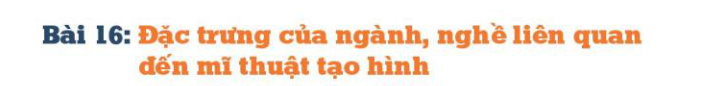 Bài 16: Đặc trưng của ngành, nghề liên quan
đến mĩ thuật tạo hình